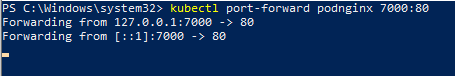 PS C:\Windows\system32> kubectl port-forward podnginx 7000:80
Forwarding from 127.0.0.1:7000 -> 80
Forwarding from [::1]:7000 -> 80